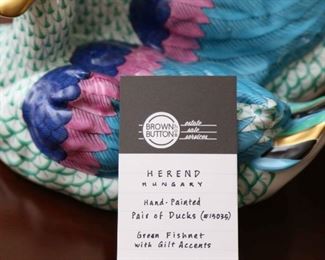 BROWN
BUTTON
estate
sale
services
HEREND
HUNGARY
Hand-Painted
Pair of Ducks (#15035)
Green Fishnet
with Gilt Accents